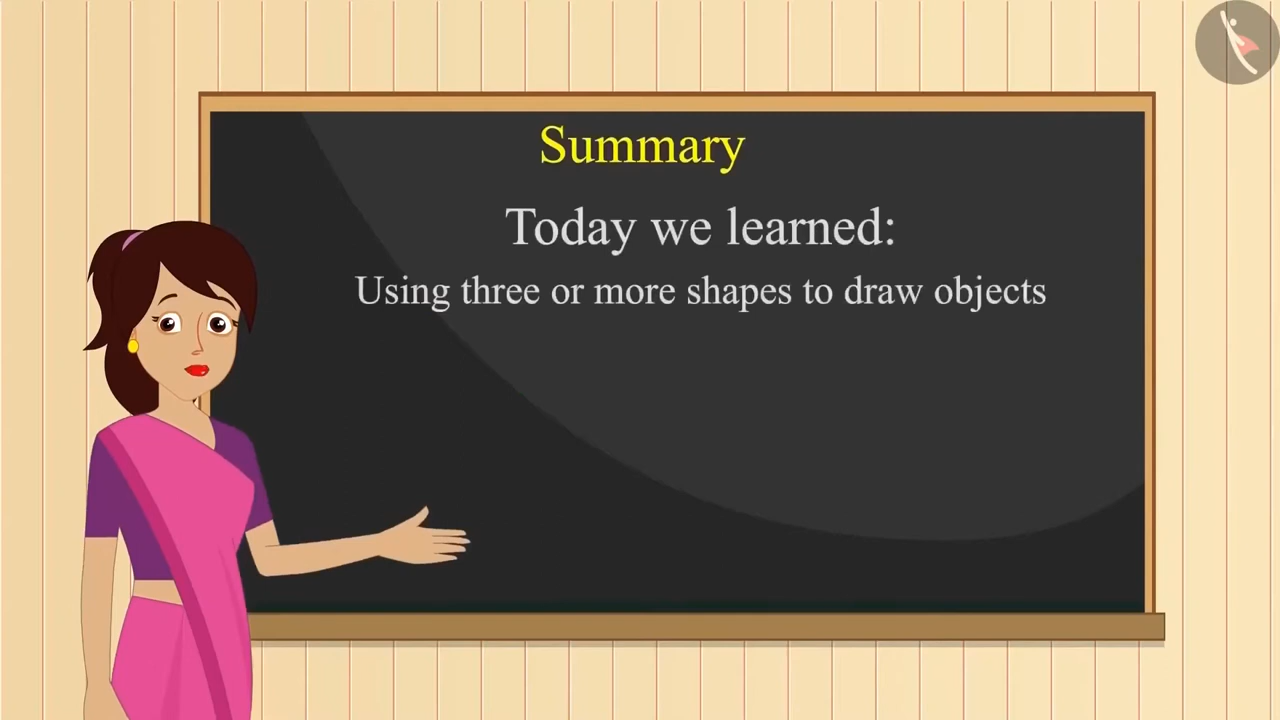 Summary
Today we learned:
Using three or more shapes to draw objects